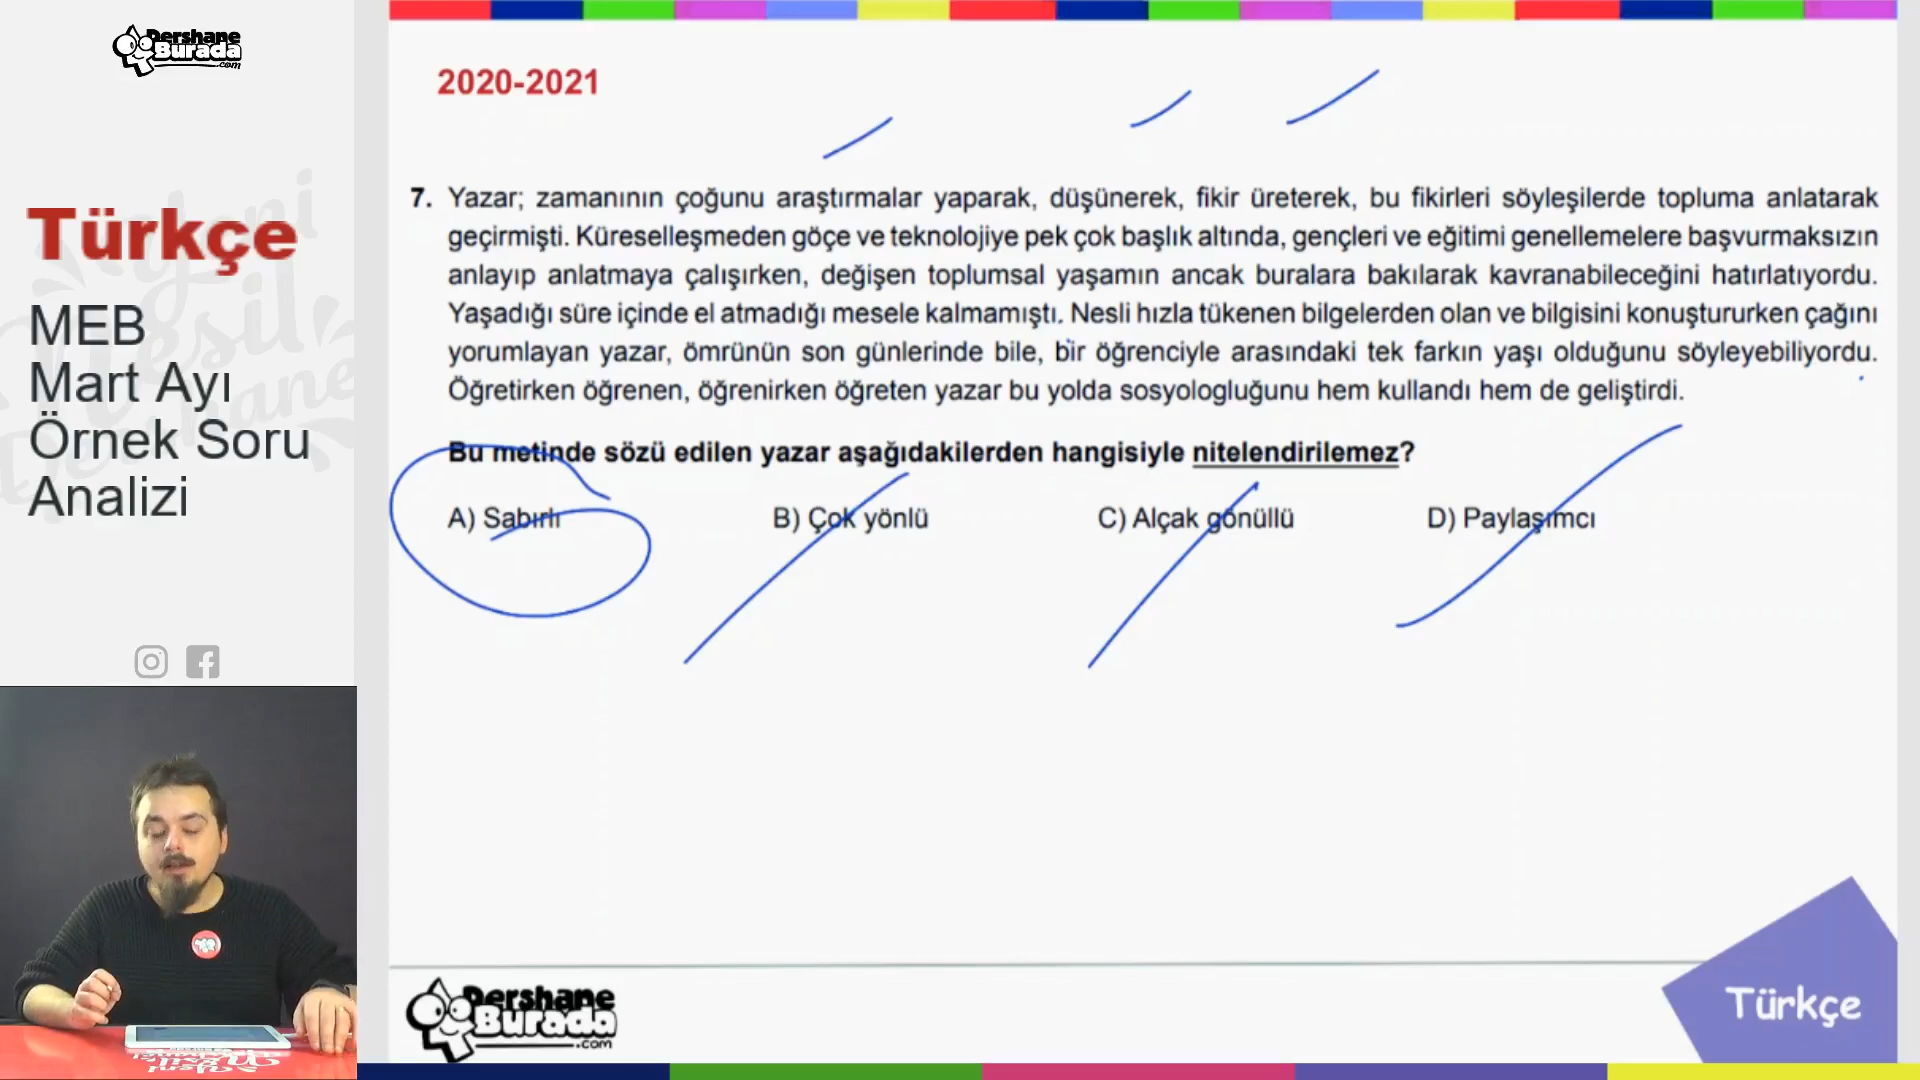 Dershane
Burada
.com
Türkçe
MEB
Mart Ayı
Örnek Soru
Analizi
2020-2021
7. Yazar; zamanının çoğunu araştırmalar yaparak, düşünerek, fikir üreterek, bu fikirleri söyleşilerde topluma anlatarak
geçirmişti. Küreselleşmeden göçe ve teknolojiye pek çok başlık altında, gençleri ve eğitimi genellemelere başvurmaksızın
anlayıp anlatmaya çalışırken, değişen toplumsal yaşamın ancak buralara bakılarak kavranabileceğini hatırlatıyordu.
Yaşadığı süre içinde el atmadığı mesele kalmamıştı. Nesli hızla tükenen bilgelerden olan ve bilgisini konuştururken çağını
yorumlayan yazar, ömrünün son günlerinde bile, bir öğrenciyle arasındaki tek farkın yaşı olduğunu söyleyebiliyordu.
Öğretirken öğrenen, öğrenirken öğreten yazar bu yolda sosyologluğunu hem kullandı hem de geliştirdi.
Bu metinde sözü edilen yazar aşağıdakilerden hangisiyle nitelendirilemez?
A) Sabırlı B) Çok yönlü C) Alçak gönüllü D) Paylaşımcı
Dershane
Burada
.com
Türkçe